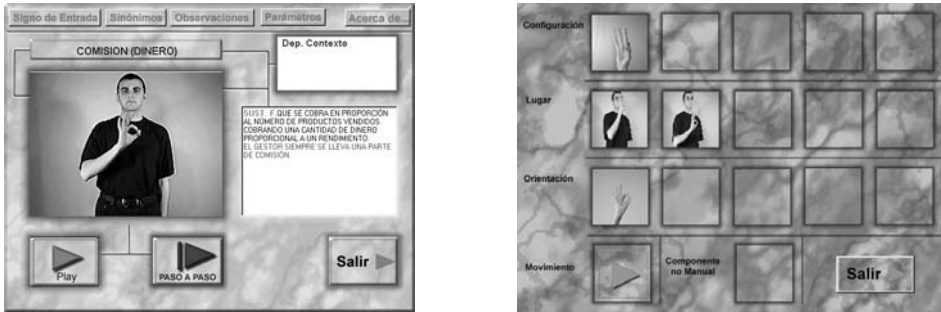 Signo de Entrada
Sinónimos
Observaciones
Parámetros
Acerca de...
COMISION (DINERO)
Dep. Contexto
SUST. F.QUE SE COBRA EN PROPORCIÓN
AL NÚMERO DE PRODUCTOS VENDIDOS.
COBRANDO UNA CANTIDAD DE DINERO
PROPORCIONAL A UN RENDIMIENTO.
EL GESTOR SIEMPRE SE LLEVA UNA PARTE
DE COMISIÓN.
Play
PASO A PASO
Salir
Configuración
Lugar
Orientación
Movimiento
Componente
no Manual
Salir